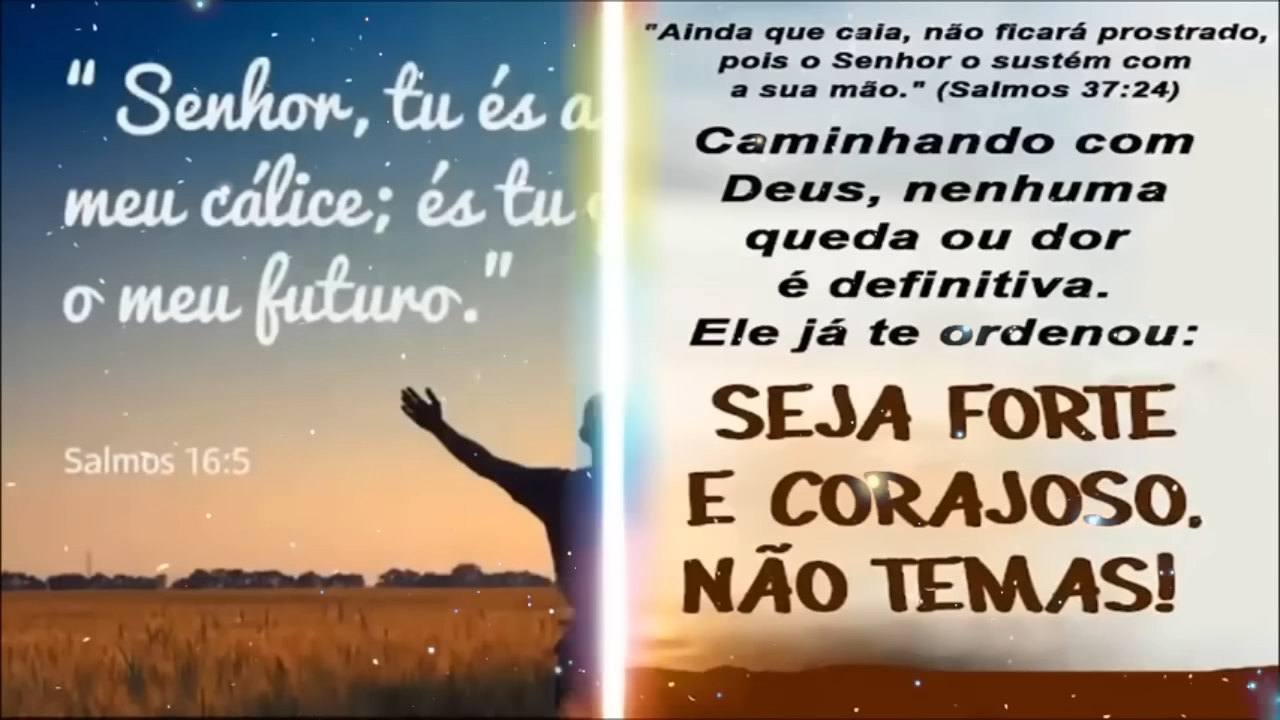 " Senhor, tu és a
meu cálice; és tu
o meu futuro."
Salmos 16:5
"Ainda que caia, não ficará prostrado,
pois o Senhor o sustém com
a sua mão." (Salmos 37:24)
Caminhando com
Deus, nenhuma
queda ou dor
é definitiva.
Ele já te ordenou:
SEJA FORTE
E CORAJOSO.
NÃO TEMAS!